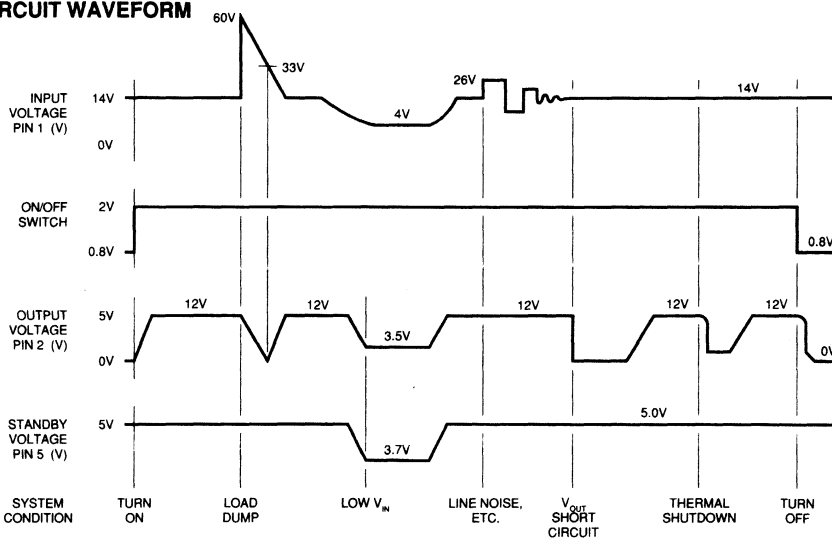 RCUIT WAVEFORM
60V
33V
26V
14V
INPUT
VOLTAGE
PIN 1 (V)
14V
4V
0V
ON/OFF
SWITCH
2V
0.8V
0.8V
12V
12V
12V
12V
12V
OUTPUT
VOLTAGE
PIN 2 (V)
5V
3.5V
0V
0V
5.0V
STANDBY
VOLTAGE
PIN 5 (V)
5V
3.7V
SYSTEM
CONDITION
TURN
ON
LOAD
DUMP
LOW VIN
LINE NOISE,
ETC.
VOUT
SHORT
CIRCUIT
THERMAL
SHUTDOWN
TURN
OFF